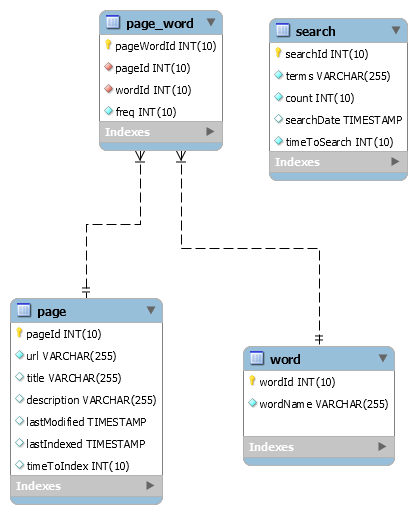 page_word
pageWordId INT(10)
pageId INT(10)
wordId INT(10)
freq INT(10)
Indexes
search
searchId INT(10)
terms VARCHAR(255)
count INT(10)
searchDate TIMESTAMP
timeToSearch INT(10)
Indexes
page
pageId INT(10)
url VARCHAR(255)
title VARCHAR(255)
description VARCHAR(255)
lastModified TIMESTAMP
lastIndexed TIMESTAMP
timeToIndex INT(10)
Indexes
word
wordId INT(10)
wordName VARCHAR(255)
Indexes